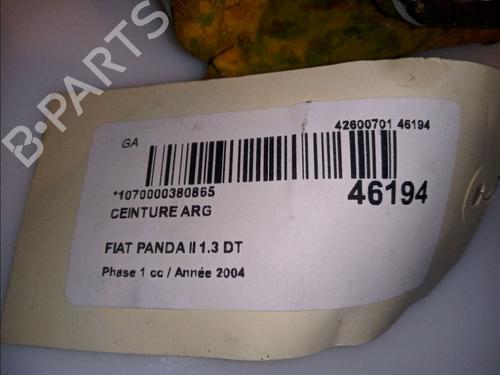 B-PARTS
GA
42600701 46194
*1070000380865
46194
CEINTURE ARG
FIAT PANDA II 1.3 DT
Phase 1 cc / Année 2004